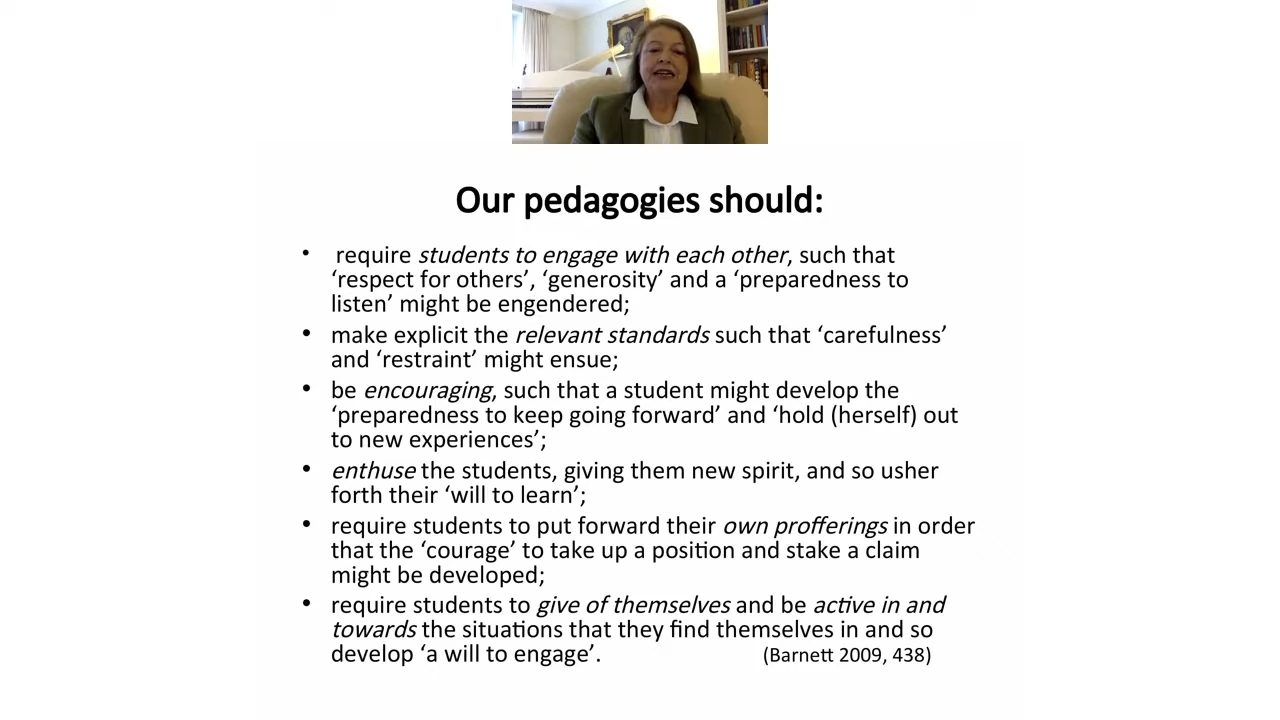 Our pedagogies should:
• require students to engage with each other, such that
‘respect for others’, ‘generosity’ and a ‘preparedness to
listen’ might be engendered;
• make explicit the relevant standards such that ‘carefulness’
and ‘restraint’ might ensue;
• be encouraging, such that a student might develop the
‘preparedness to keep going forward’ and ‘hold (herself) out
to new experiences’;
• enthuse the students, giving them new spirit, and so usher
forth their ‘will to learn’;
• require students to put forward their own profferings in order
that the ‘courage’ to take up a position and stake a claim
might be developed;
• require students to give of themselves and be active in and
towards the situations that they find themselves in and so
develop ‘a will to engage’. (Barnett 2009, 438)